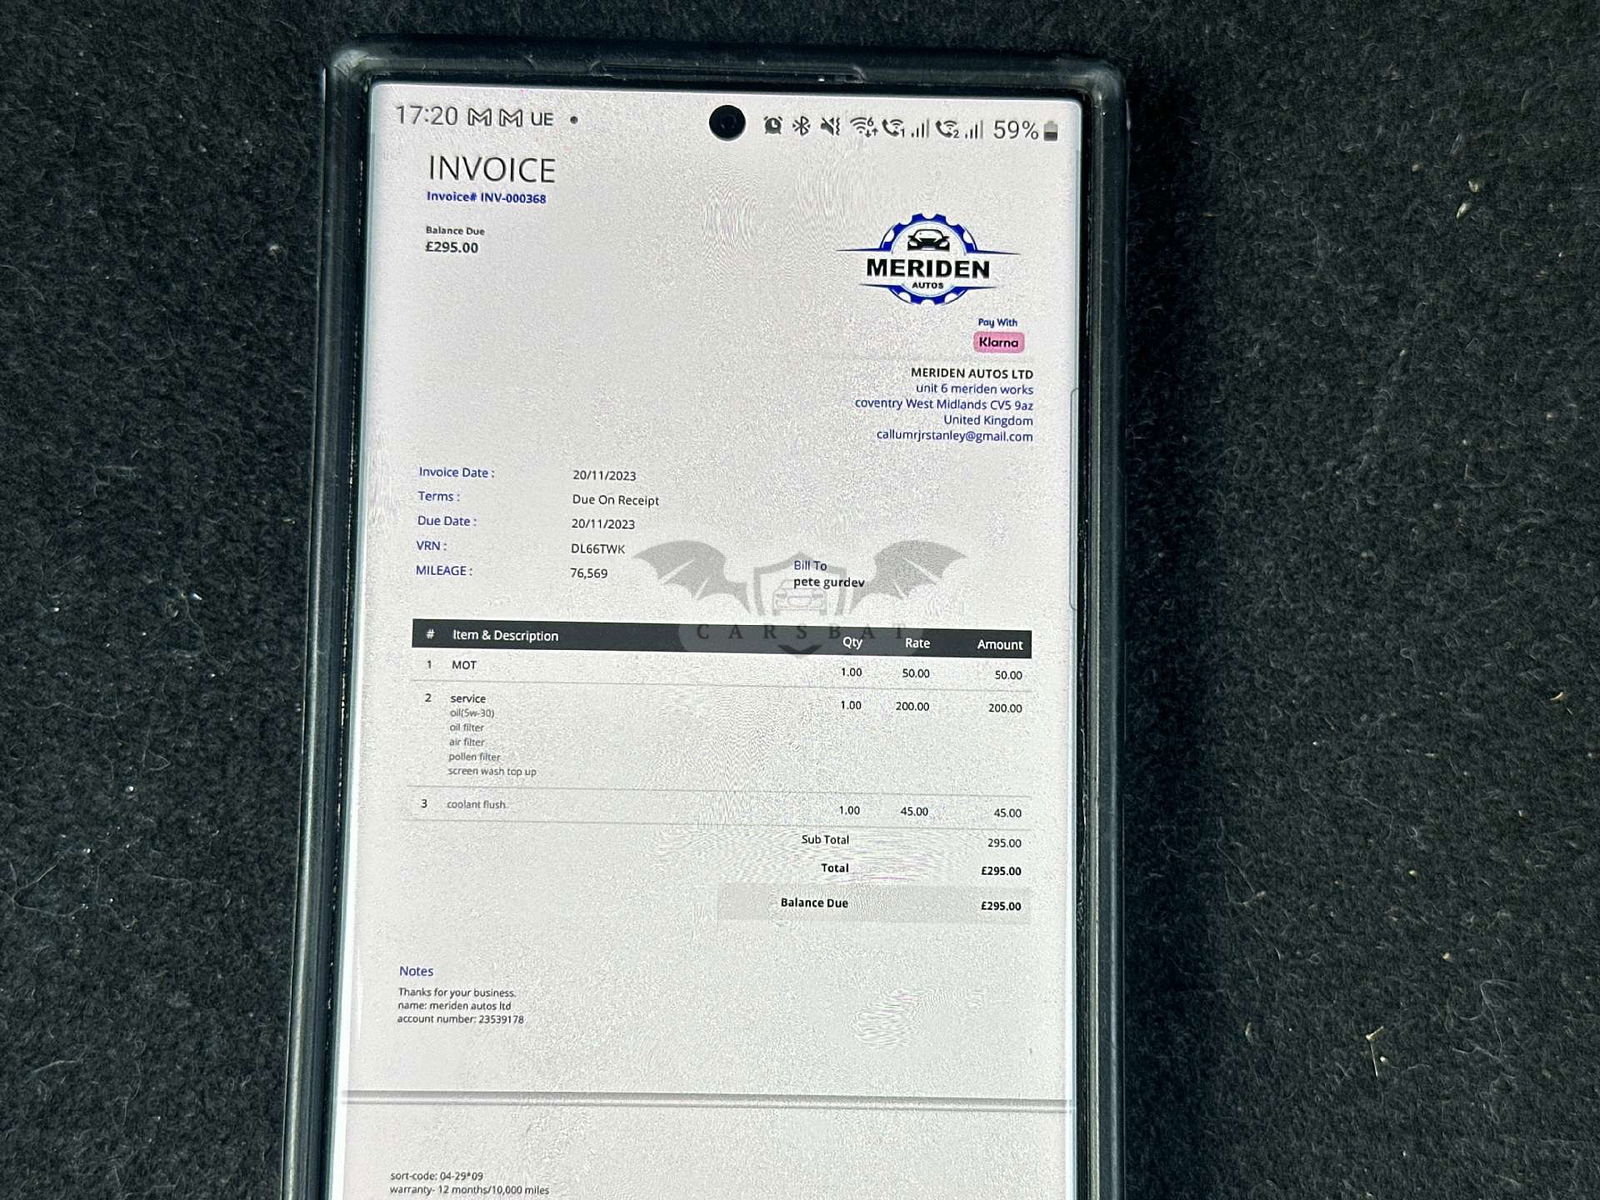 17:20 UE 59%
INVOICE
Invoice# INV-000368
Balance Due
£295.00
MERIDEN
AUTOS
Pay With
Klarna
MERIDEN AUTOS LTD
unit 6 meriden works
coventry West Midlands CV5 9az
United Kingdom
callumrjrstanley@gmail.com
Invoice Date : 20/11/2023
Terms : Due On Receipt
Due Date : 20/11/2023
VRN : DL66TWK
MILEAGE : 76,569
Bill To
pete gurdev
CARSBAT
# Item & Description Qty Rate Amount
1 MOT 1.00 50.00 50.00
2 service 1.00 200.00 200.00
oil(5w-30)
oil filter
air filter
pollen filter
screen wash top up
3 coolant flush 1.00 45.00 45.00
Sub Total 295.00
Total £295.00
Balance Due £295.00
Notes
Thanks for your business.
name: meriden autos ltd
account number: 23539178
sort-code: 04-29*09
warranty- 12 months/10,000 miles